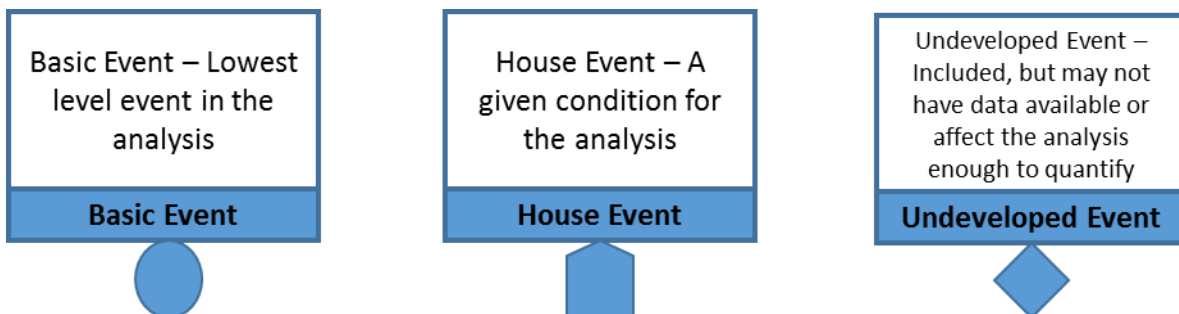 Basic Event – Lowest
level event in the
analysis
Basic Event
House Event – A
given condition for
the analysis
House Event
Undeveloped Event –
Included, but may not
have data available or
affect the analysis
enough to quantify
Undeveloped Event